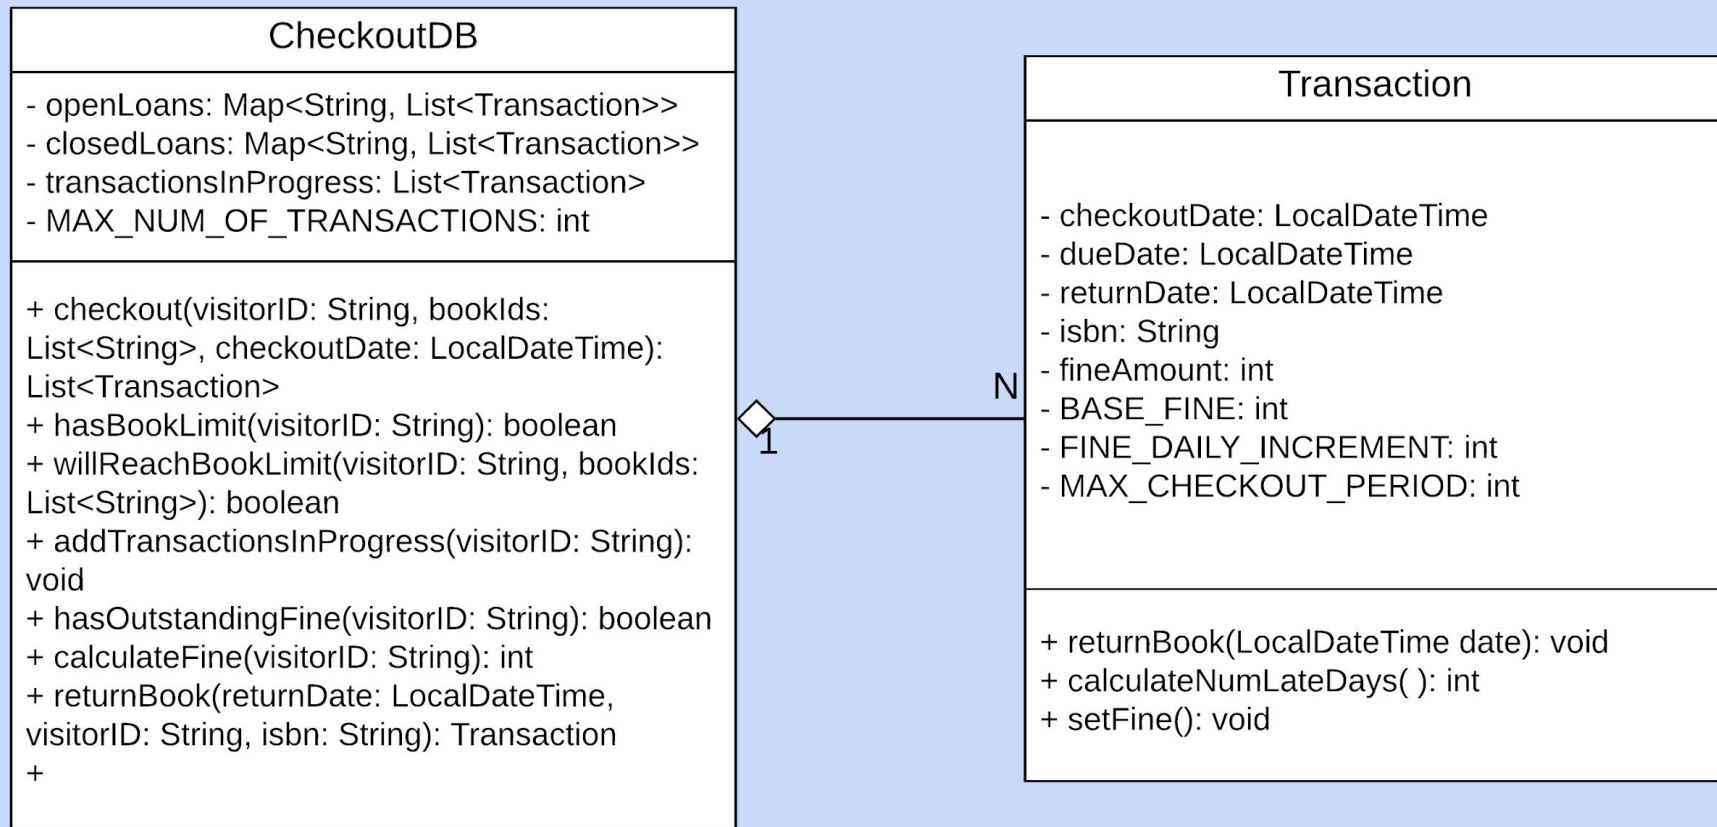 CheckoutDB
- openLoans: Map<String, List<Transaction>>
- closedLoans: Map<String, List<Transaction>>
- transactionsInProgress: List<Transaction>
- MAX_NUM_OF_TRANSACTIONS: int
+ checkout(visitorID: String, bookIds:
List<String>, checkoutDate: LocalDateTime):
List<Transaction>
+ hasBookLimit(visitorID: String): boolean
+ willReachBookLimit(visitorID: String, bookIds:
List<String>): boolean
+ addTransactionsInProgress(visitorID: String):
void
+ hasOutstandingFine(visitorID: String): boolean
+ calculateFine(visitorID: String): int
+ returnBook(returnDate: LocalDateTime,
visitorID: String, isbn: String): Transaction
+
1
N
Transaction
- checkoutDate: LocalDateTime
- dueDate: LocalDateTime
- returnDate: LocalDateTime
- isbn: String
- fineAmount: int
- BASE_FINE: int
- FINE_DAILY_INCREMENT: int
- MAX_CHECKOUT_PERIOD: int
+ returnBook(LocalDateTime date): void
+ calculateNumLateDays( ): int
+ setFine(): void